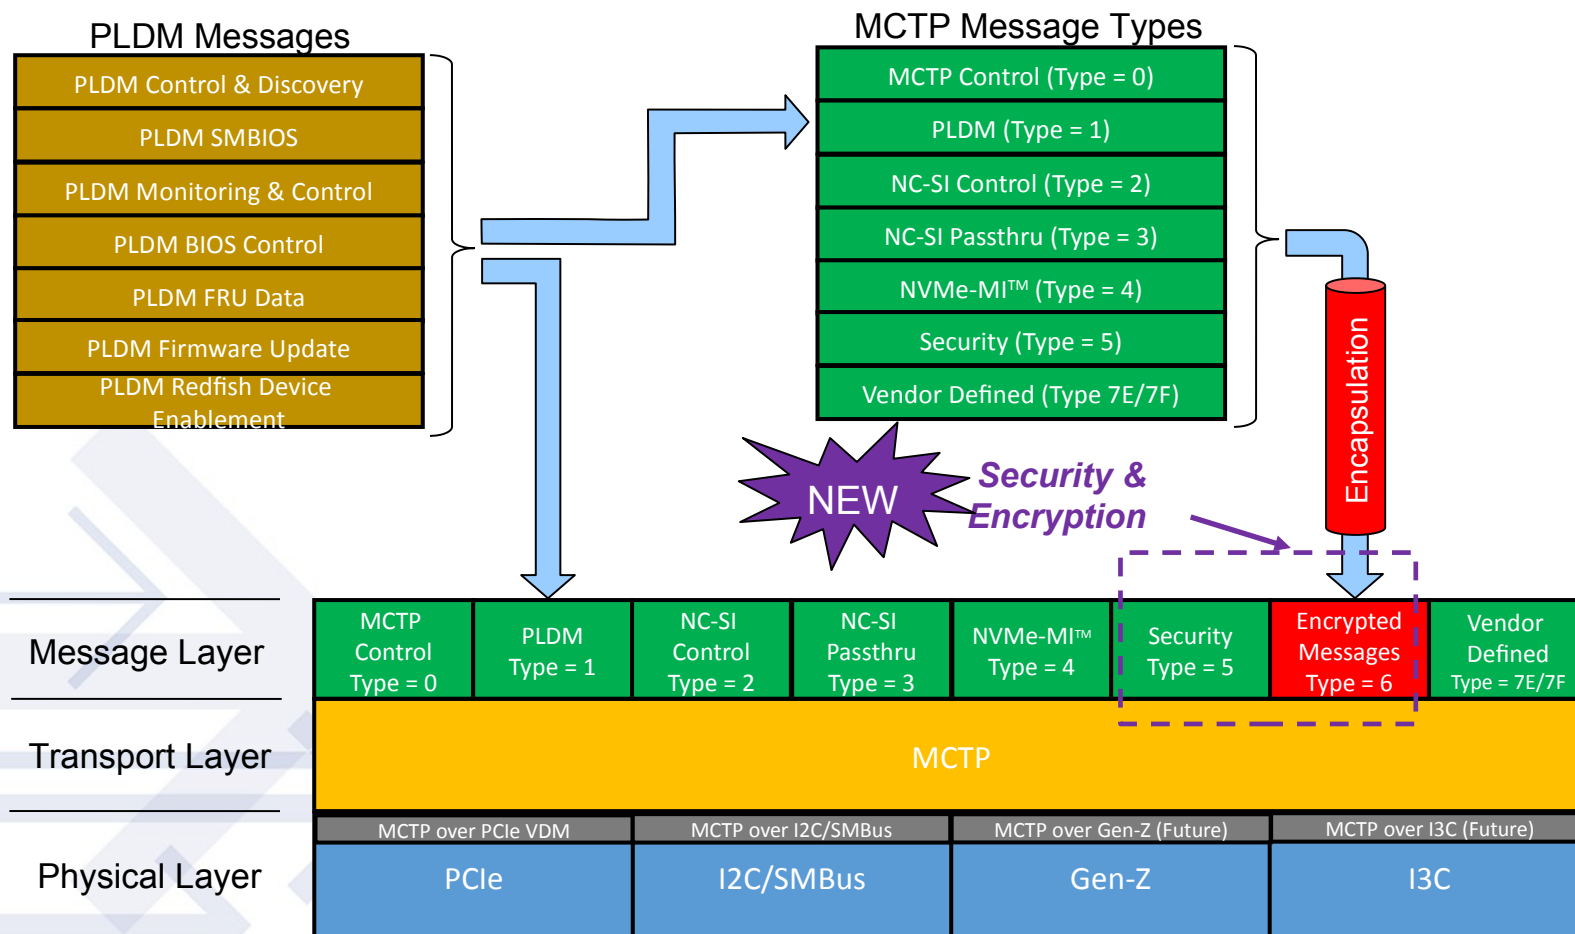 PLDM Messages
PLDM Control & Discovery
PLDM SMBIOS
PLDM Monitoring & Control
PLDM BIOS Control
PLDM FRU Data
PLDM Firmware Update
PLDM Redfish Device
Enablement
MCTP Message Types
MCTP Control (Type = 0)
PLDM (Type = 1)
NC-SI Control (Type = 2)
NC-SI Passthru (Type = 3)
NVMe-MI™ (Type = 4)
Security (Type = 5)
Vendor Defined (Type 7E/7F)
Encapsulation
NEW
Security &
Encryption
Message Layer
MCTP
Control
Type = 0
PLDM
Type = 1
NC-SI
Control
Type = 2
NC-SI
Passthru
Type = 3
NVMe-MI™
Type = 4
Security
Type = 5
Encrypted
Messages
Type = 6
Vendor
Defined
Type = 7E/7F
Transport Layer
MCTP
MCTP over PCIe VDM
MCTP over I2C/SMBus
MCTP over Gen-Z (Future)
MCTP over I3C (Future)
Physical Layer
PCIe
I2C/SMBus
Gen-Z
I3C